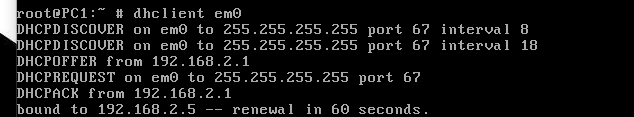 root@PC1:~ # dhclient em0
DHCPDISCOVER on em0 to 255.255.255.255 port 67 interval 8
DHCPDISCOVER on em0 to 255.255.255.255 port 67 interval 18
DHCPOFFER from 192.168.2.1
DHCPREQUEST on em0 to 255.255.255.255 port 67
DHCPACK from 192.168.2.1
bound to 192.168.2.5 -- renewal in 60 seconds.